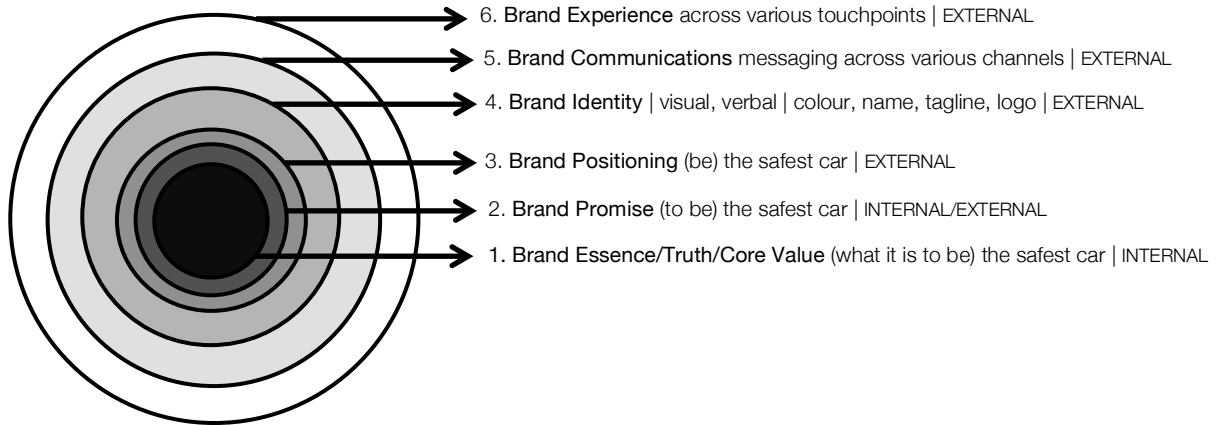 6. Brand Experience across various touchpoints | EXTERNAL
5. Brand Communications messaging across various channels | EXTERNAL
4. Brand Identity | visual, verbal | colour, name, tagline, logo | EXTERNAL
3. Brand Positioning (be) the safest car | EXTERNAL
2. Brand Promise (to be) the safest car | INTERNAL/EXTERNAL
1. Brand Essence/Truth/Core Value (what it is to be) the safest car | INTERNAL